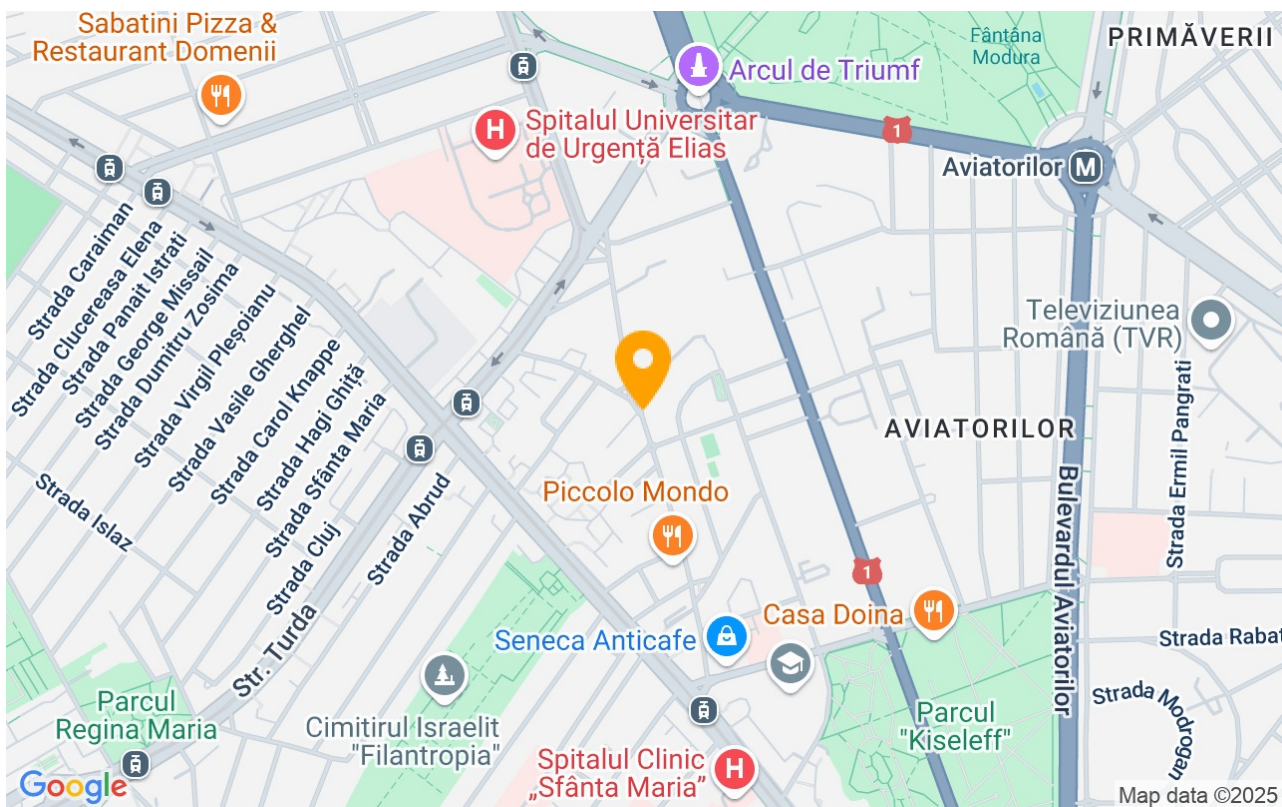 Sabatini Pizza &
Restaurant Domenii
Fântâna
Modura
PRIMĂVERII
Arcul de Triumf
Spitalul Universitar
de Urgență Elias
1
Aviatorilor
M
H
Strada Caraiman
Strada Clucereasa Elena
Strada Panait Istrati
Strada George Missail
Strada Dumitru Zosima
Strada Virgil Pleșoianu
Strada Vasile Gherghel
Strada Carol Knappe
Strada Hagi Ghiță
Strada Sfânta Maria
Strada Cluj
Strada Abrud
Strada Islaz
Str. Turda
Televiziunea
Română (TVR)
Strada Ermil Pangrati
AVIATORILOR
Bulevardul Aviatorilor
Piccolo Mondo
1
Casa Doina
Seneca Anticafe
Strada Rabat
Strada Modrogan
Parcul
Regina Maria
Cimitirul Israelit
"Filantropia"
Parcul
"Kiseleff"
Spitalul Clinic
„Sfânta Maria”
H
Google
Map data ©2025